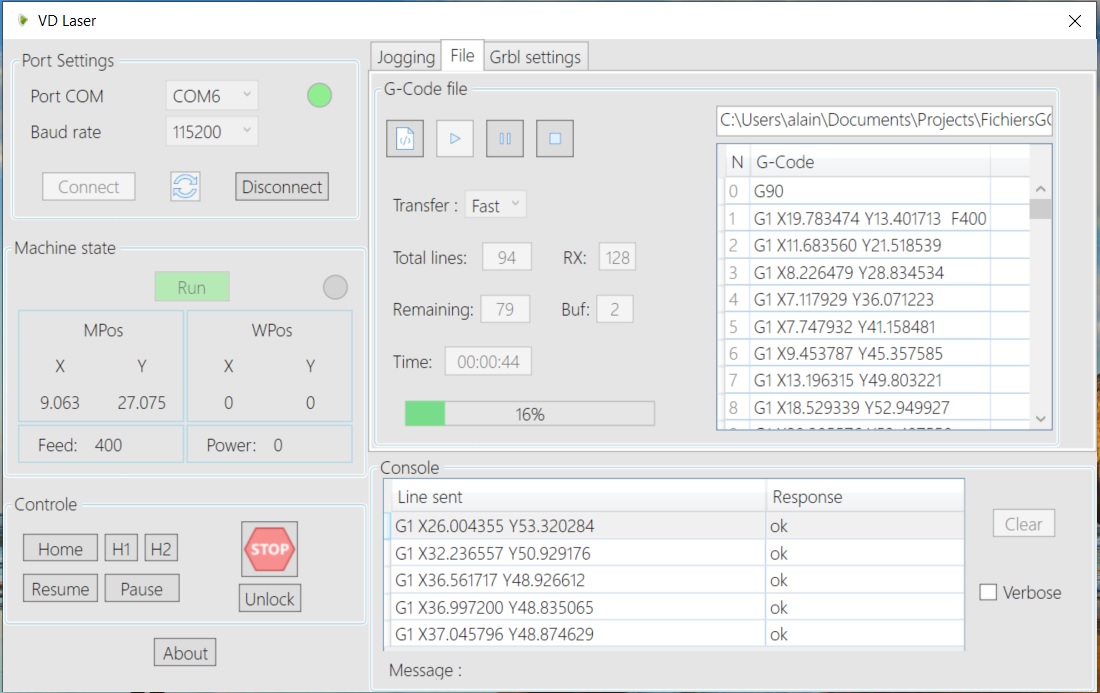 VD Laser
Port Settings
Port COM COM6
Baud rate 115200
Connect Disconnect
Machine state
Run
MPos WPos
X Y X Y
9.063 27.075 0 0
Feed: 400 Power: 0
Controle
Home H1 H2
STOP
Resume Pause
Unlock
About
Jogging File Grbl settings
G-Code file
</>
C:\Users\alain\Documents\Projects\FichiersG
Transfer : Fast
Total lines: 94 RX: 128
Remaining: 79 Buf: 2
Time: 00:00:44
16%
N G-Code
0 G90
1 G1 X19.783474 Y13.401713 F400
2 G1 X11.683560 Y21.518539
3 G1 X8.226479 Y28.834534
4 G1 X7.117929 Y36.071223
5 G1 X7.747932 Y41.158481
6 G1 X9.453787 Y45.357585
7 G1 X13.196315 Y49.803221
8 G1 X18.529339 Y52.949927
Console
Line sent Response
G1 X26.004355 Y53.320284 ok
G1 X32.236557 Y50.929176 ok
G1 X36.561717 Y48.926612 ok
G1 X36.997200 Y48.835065 ok
G1 X37.045796 Y48.874629 ok
Clear
Verbose
Message :